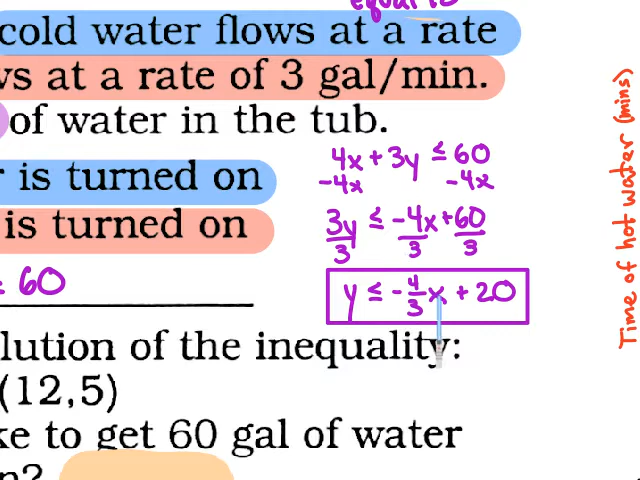 equal to
cold water flows at a rate
ws at a rate of 3 gal/min.
of water in the tub.
4x + 3y ≤ 60
-4x -4x
r is turned on
3y ≤ -4x + 60
3 3 3
is turned on
≤ 60
y ≤ -4/3x + 20
lution of the inequality:
(12,5)
ke to get 60 gal of water
n?
Time of hot water (mins)